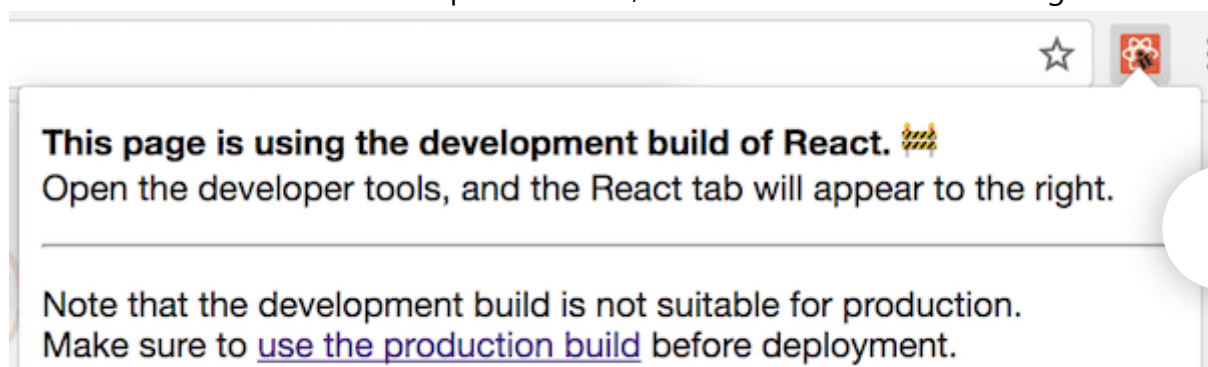 This page is using the development build of React. 🚧
Open the developer tools, and the React tab will appear to the right.
Note that the development build is not suitable for production.
Make sure to use the production build before deployment.